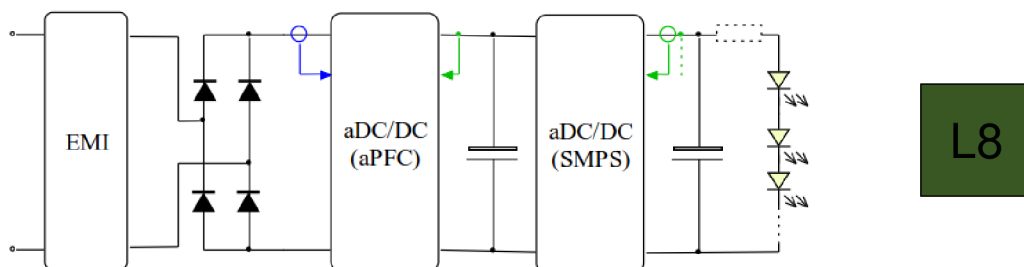 EMI
aDC/DC
(aPFC)
aDC/DC
(SMPS)
L8